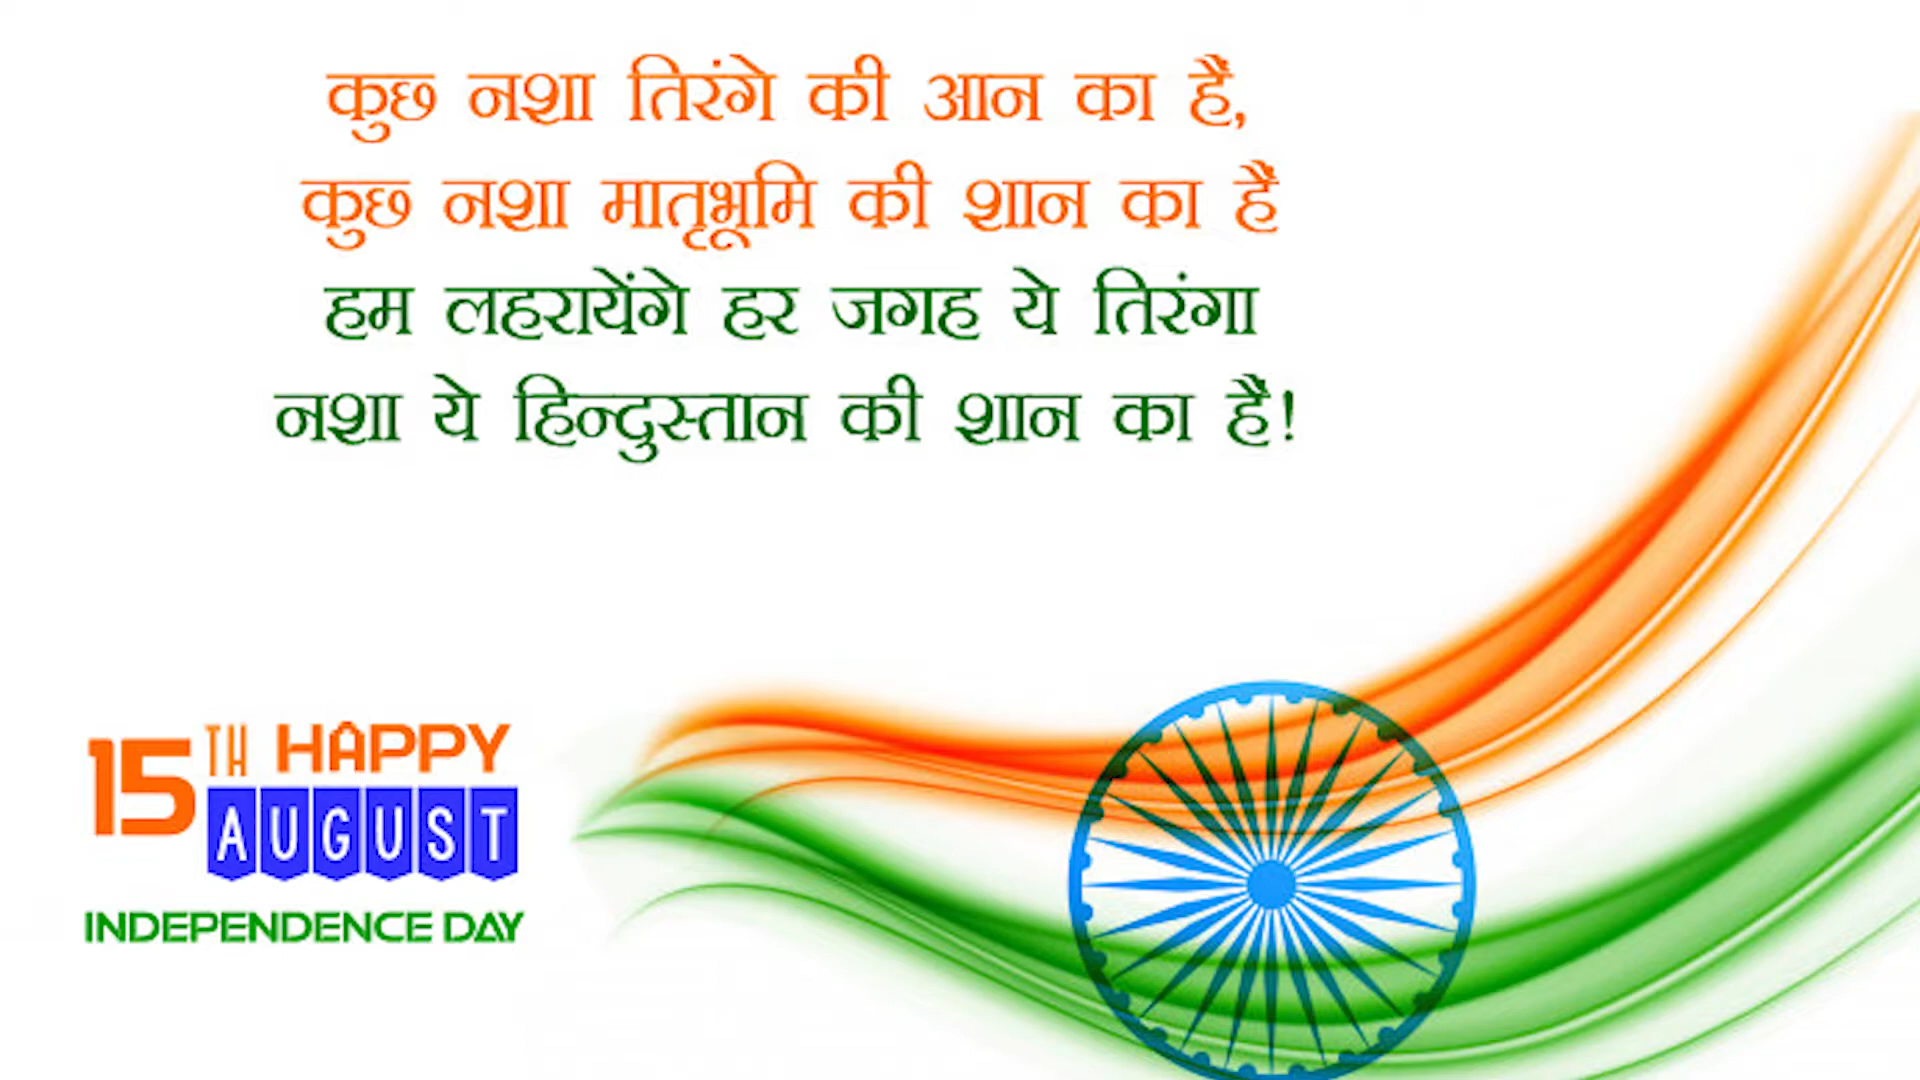 कुछ नशा तिरंगे की आन का हैं,
कुछ नशा मातृभूमि की शान का हैं
हम लहरायेंगे हर जगह ये तिरंगा
नशा ये हिन्दुस्तान की शान का हैं!
15TH HAPPY
AUGUST
INDEPENDENCE DAY